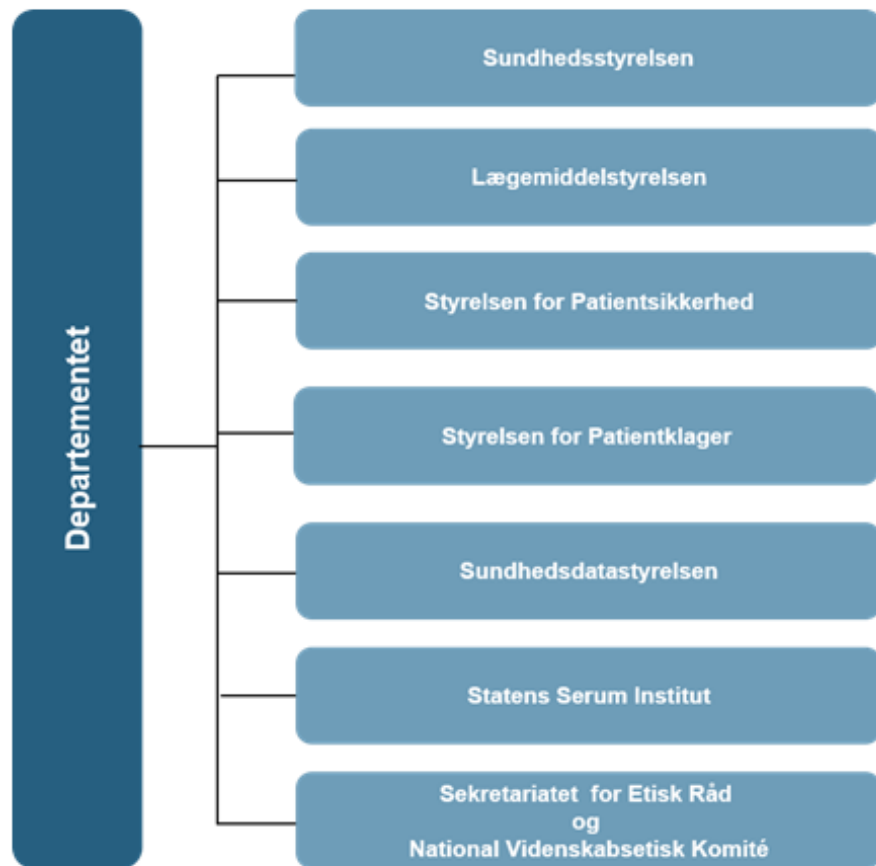 Departementet
Sundhedsstyrelsen
Lægemiddelstyrelsen
Styrelsen for Patientsikkerhed
Styrelsen for Patientklager
Sundhedsdatastyrelsen
Statens Serum Institut
Sekretariatet for Etisk Råd
og
National Videnskabsetisk Komité